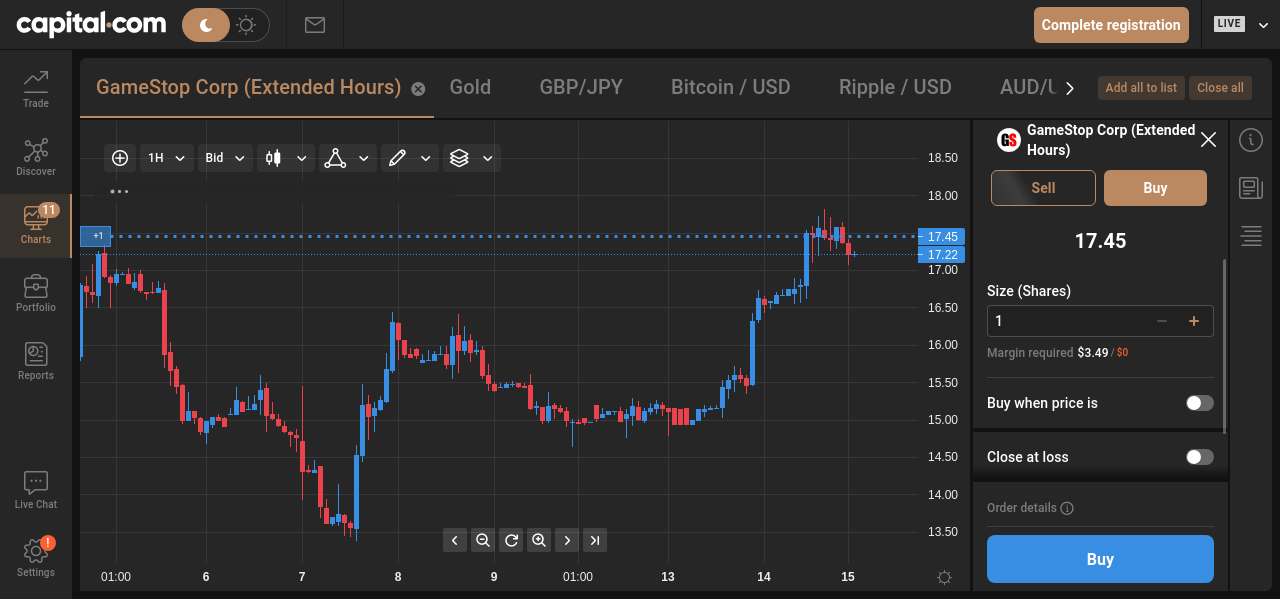 capital.com
Complete registration
LIVE
Trade
Discover
11
Charts
Portfolio
Reports
Live Chat
!
Settings
GameStop Corp (Extended Hours)
Gold
GBP/JPY
Bitcoin / USD
Ripple / USD
AUD/U
Add all to list
Close all
1H
Bid
+1
18.50
18.00
17.45
17.22
17.00
16.50
16.00
15.50
15.00
14.50
14.00
13.50
01:00
6
7
8
9
01:00
13
14
15
GS
GameStop Corp (Extended
Hours)
Sell
Buy
17.45
Size (Shares)
1
Margin required $3.49 / $0
Buy when price is
Close at loss
Order details
Buy